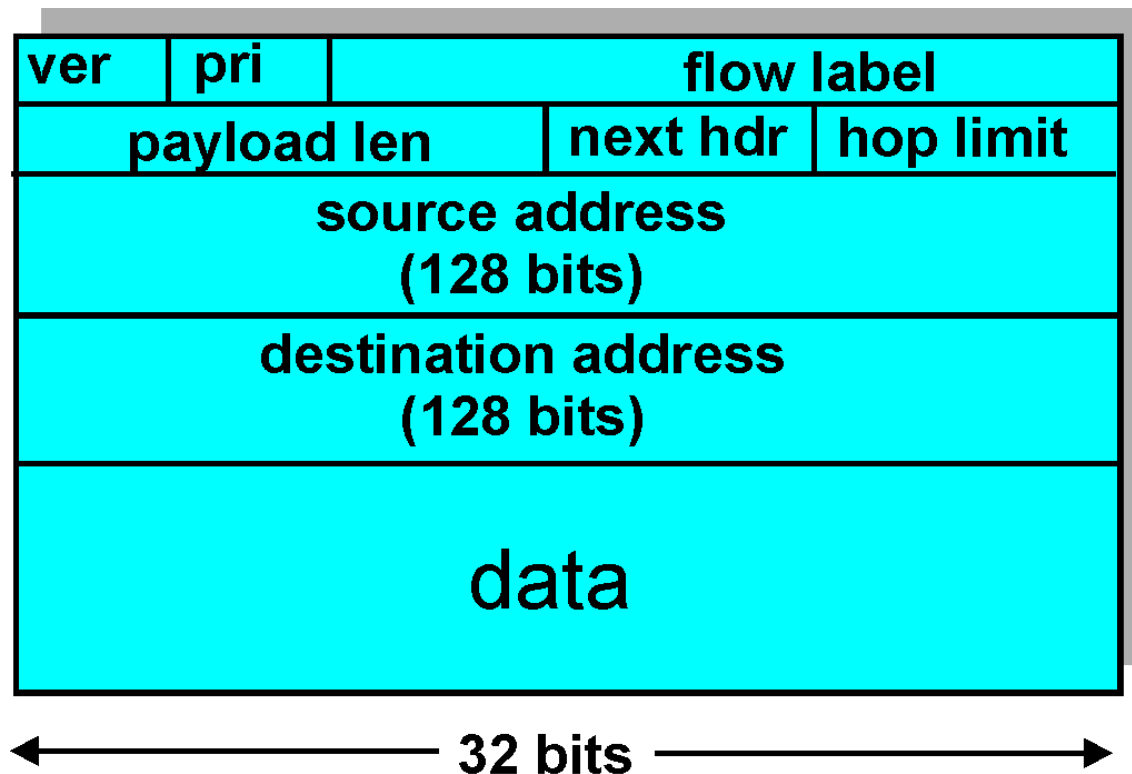 ver pri flow label
payload len next hdr hop limit
source address
(128 bits)
destination address
(128 bits)
data
32 bits